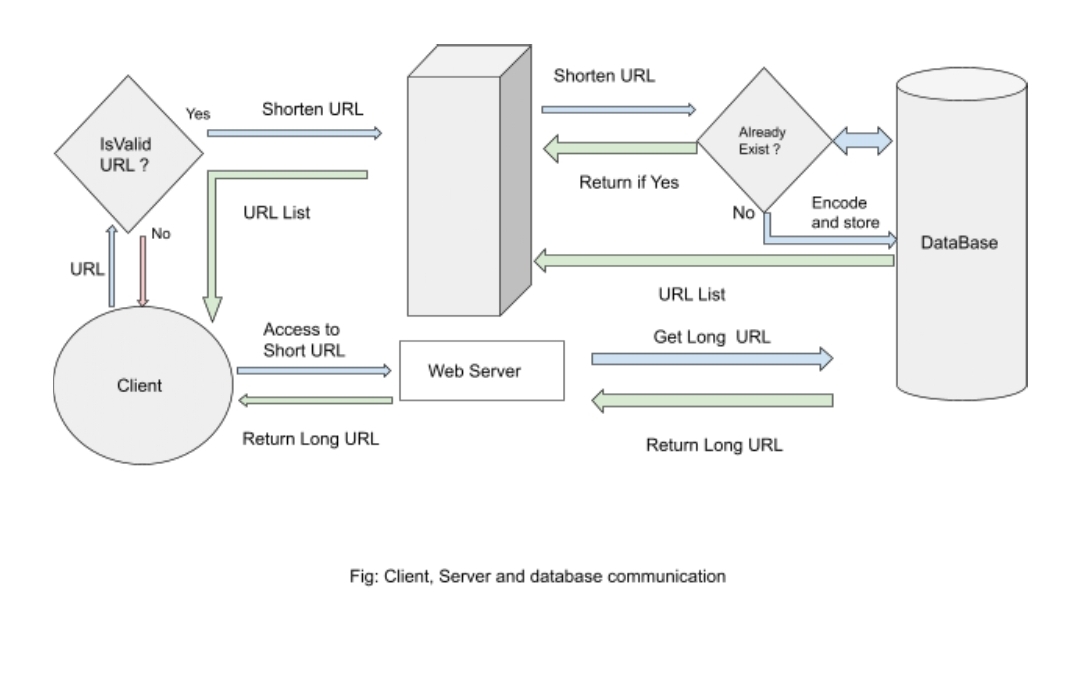 IsValid
URL ?
Yes
Shorten URL
Shorten URL
Already
Exist ?
Return if Yes
URL List
No
Encode
and store
No
URL
DataBase
URL List
Access to
Short URL
Get Long  URL
Client
Web Server
Return Long URL
Return Long URL
Fig: Client, Server and database communication